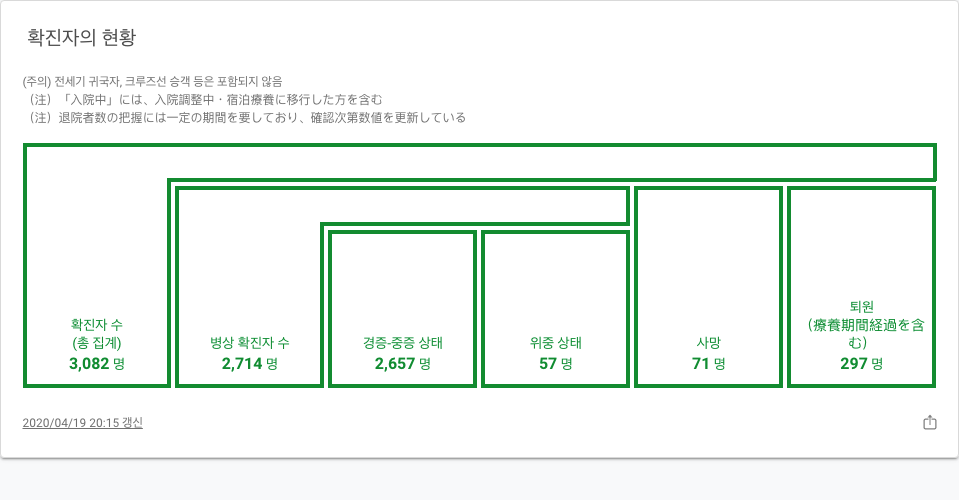 확진자의 현황
(주의) 전세기 귀국자, 크루즈선 승객 등은 포함되지 않음
（注）「入院中」には、入院調整中・宿泊療養に移行した方を含む
（注）退院者数の把握には一定の期間を要しており、確認次第数値を更新している
확진자 수
(총 집계)
3,082 명
병상 확진자 수
2,714 명
경증-중증 상태
2,657 명
위중 상태
57 명
사망
71 명
퇴원
（療養期間経過を含
む）
297 명
2020/04/19 20:15 갱신